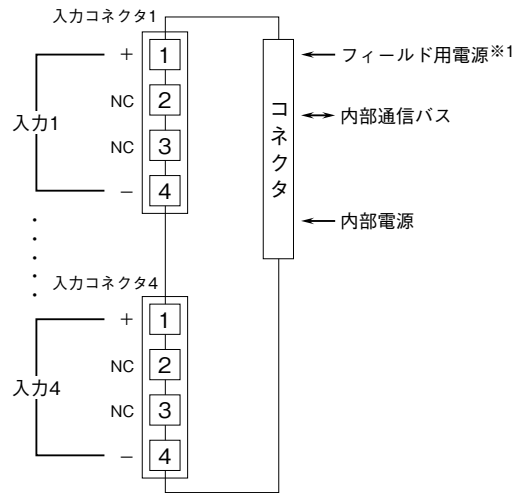 入力コネクタ1
+ 1
NC 2
NC 3
− 4
入力1
入力コネクタ4
+ 1
NC 2
NC 3
− 4
入力4
コネクタ
フィールド用電源※1
内部通信バス
内部電源